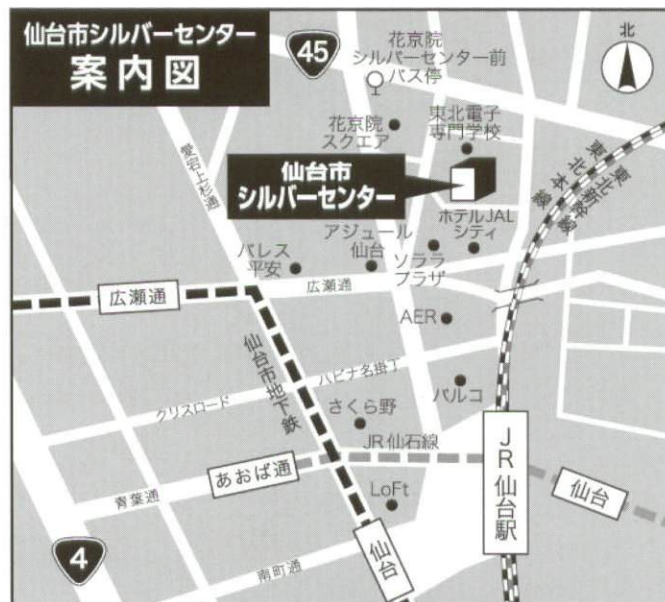 仙台市シルバーセンター
案内図
45
花京院
シルバーセンター前
バス停
北
花京院
スクエア
東北電子
専門学校
愛宕上杉通
仙台市
シルバーセンター
東北新幹線
東北本線
ホテルJAL
シティ
アジュール
仙台
ソララ
プラザ
パレス
平安
広瀬通
広瀬通
AER
仙台市地下鉄
ハピナ名掛丁
パルコ
クリスロード
さくら野
JR仙石線
JR仙台駅
あおば通
青葉通
仙台
LoFt
仙台
4
南町通